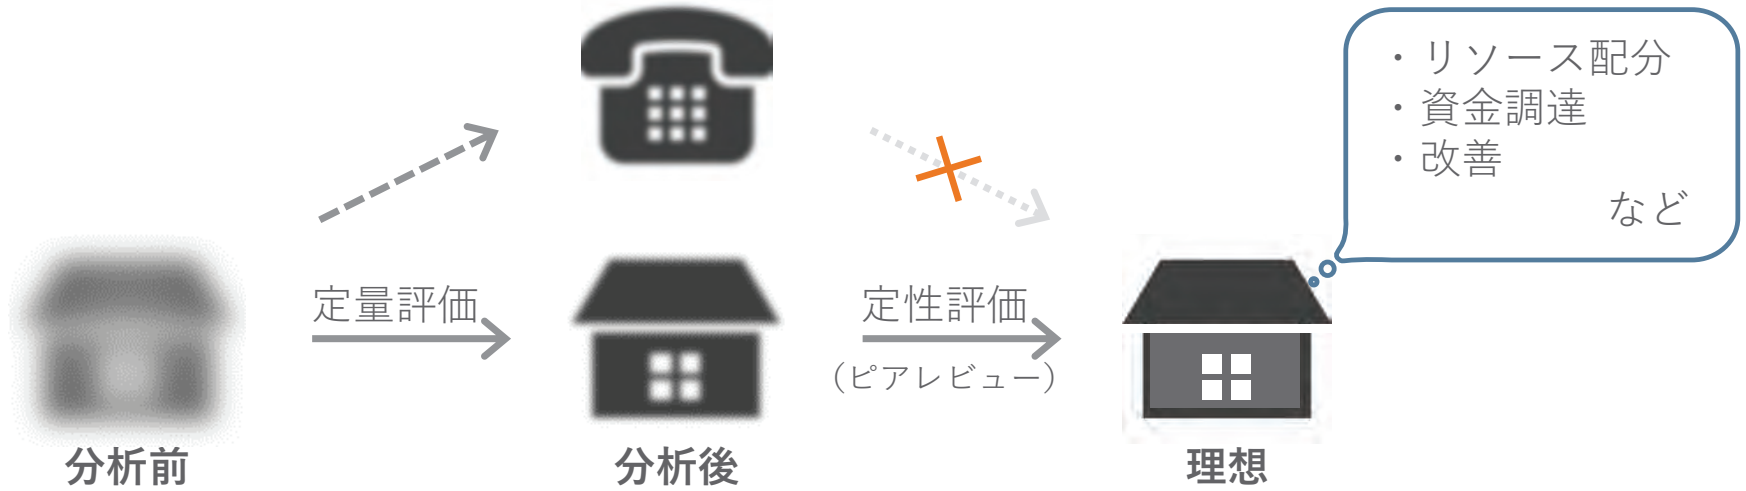 ・リソース配分
・資金調達
・改善
など
定量評価
定性評価
（ピアレビュー）
分析前
分析後
理想